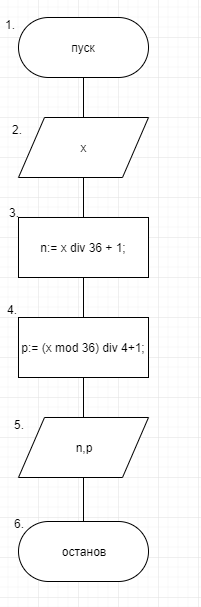 1.
пуск
2.
x
3.
n:= x div 36 + 1;
4.
p:= (x mod 36) div 4+1;
5.
n,p
6.
останов